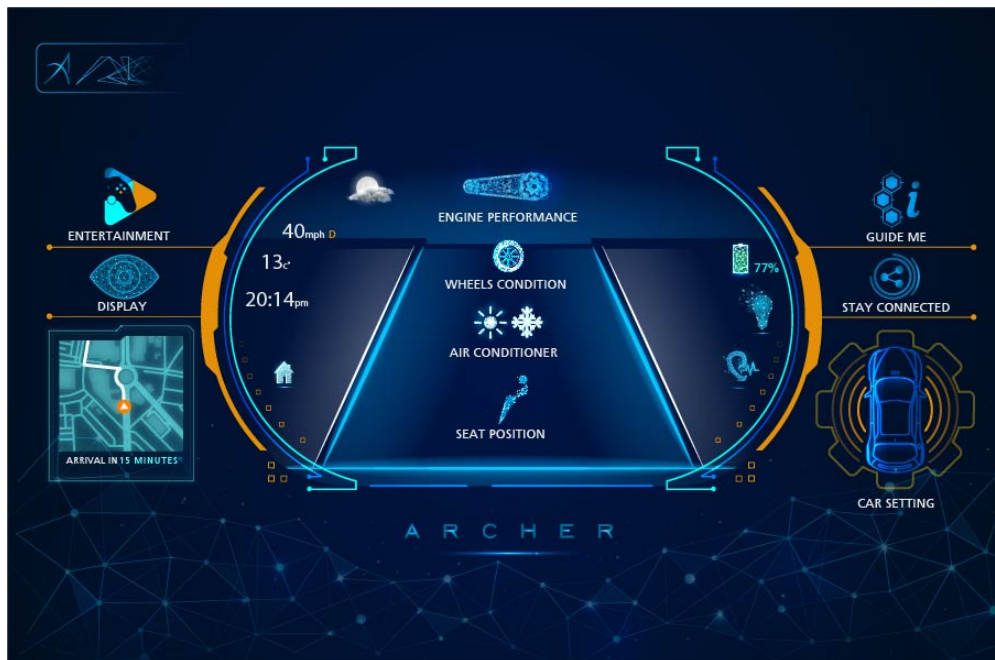 ENGINE PERFORMANCE
ENTERTAINMENT
40mph D
GUIDE ME
13c°
77%
WHEELS CONDITION
DISPLAY
20:14pm
STAY CONNECTED
AIR CONDITIONER
SEAT POSITION
ARRIVAL IN 15 MINUTES
CAR SETTING
ARCHER